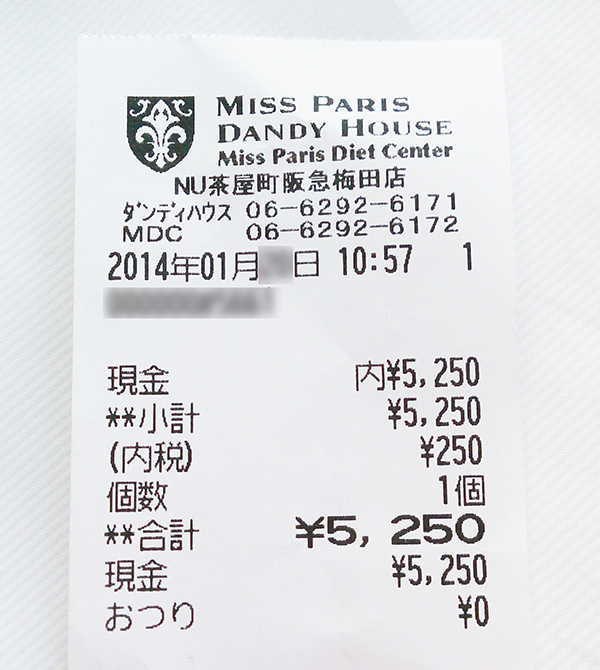 MISS PARIS
DANDY HOUSE
Miss Paris Diet Center
NU茶屋町阪急梅田店
ダンディハウス 06-6292-6171
MDC 06-6292-6172
2014年01月 日 10:57 1
現金 内¥5,250
**小計 ¥5,250
(内税) ¥250
個数 1個
**合計 ¥5,250
現金 ¥5,250
おつり ¥0